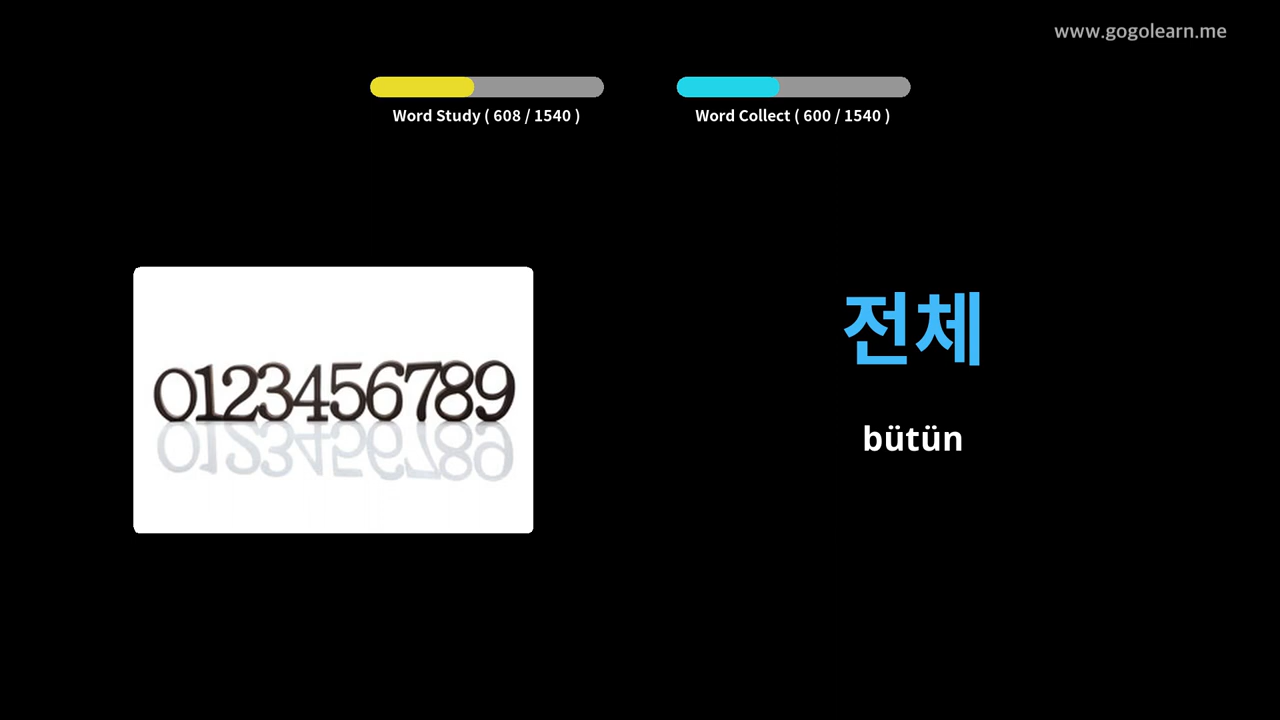 www.gogolearn.me
Word Study ( 608 / 1540 )
Word Collect ( 600 / 1540 )
0123456789
전체
bütün